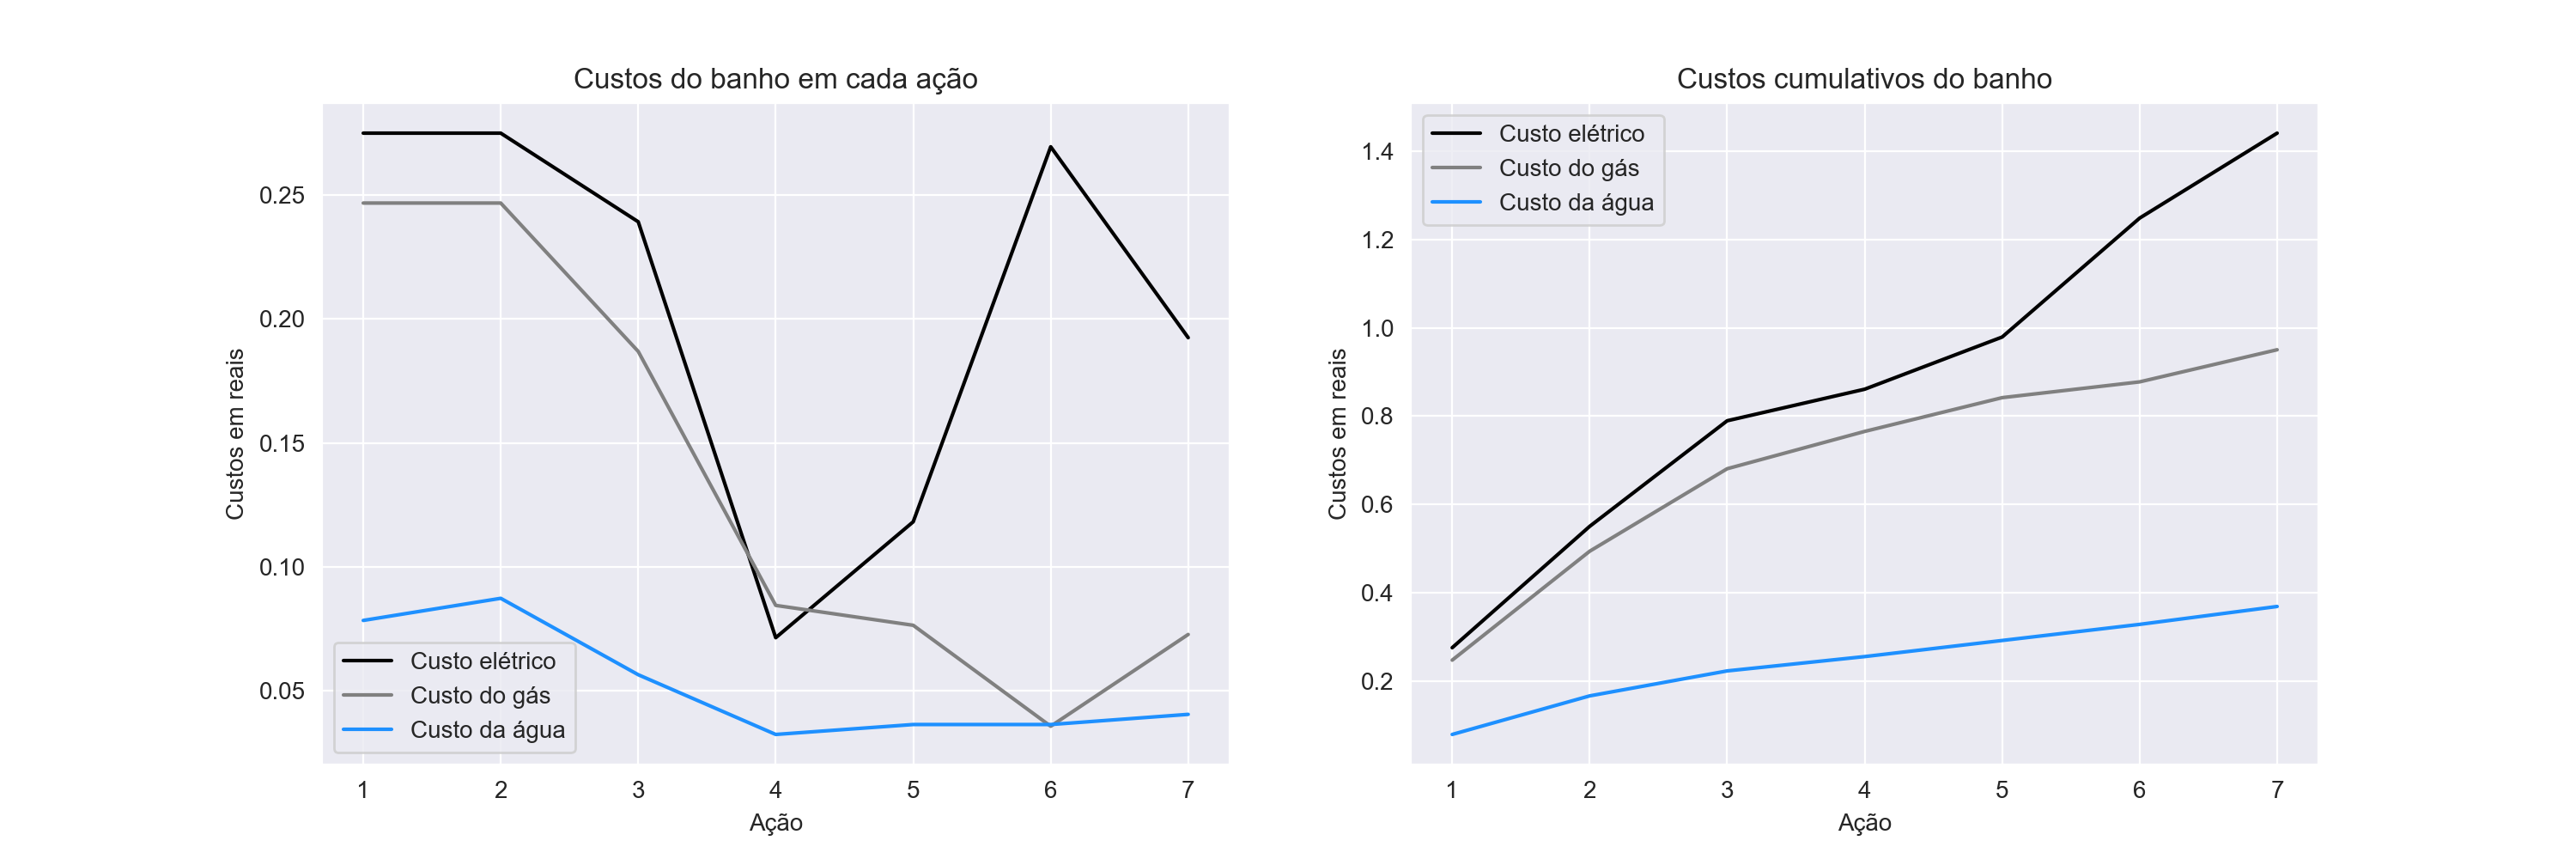 Custos do banho em cada ação
Custos em reais
0.25
0.20
0.15
0.10
0.05
Custo elétrico
Custo do gás
Custo da água
1 2 3 4 5 6 7
Ação
Custos cumulativos do banho
Custos em reais
1.4
1.2
1.0
0.8
0.6
0.4
0.2
Custo elétrico
Custo do gás
Custo da água
1 2 3 4 5 6 7
Ação